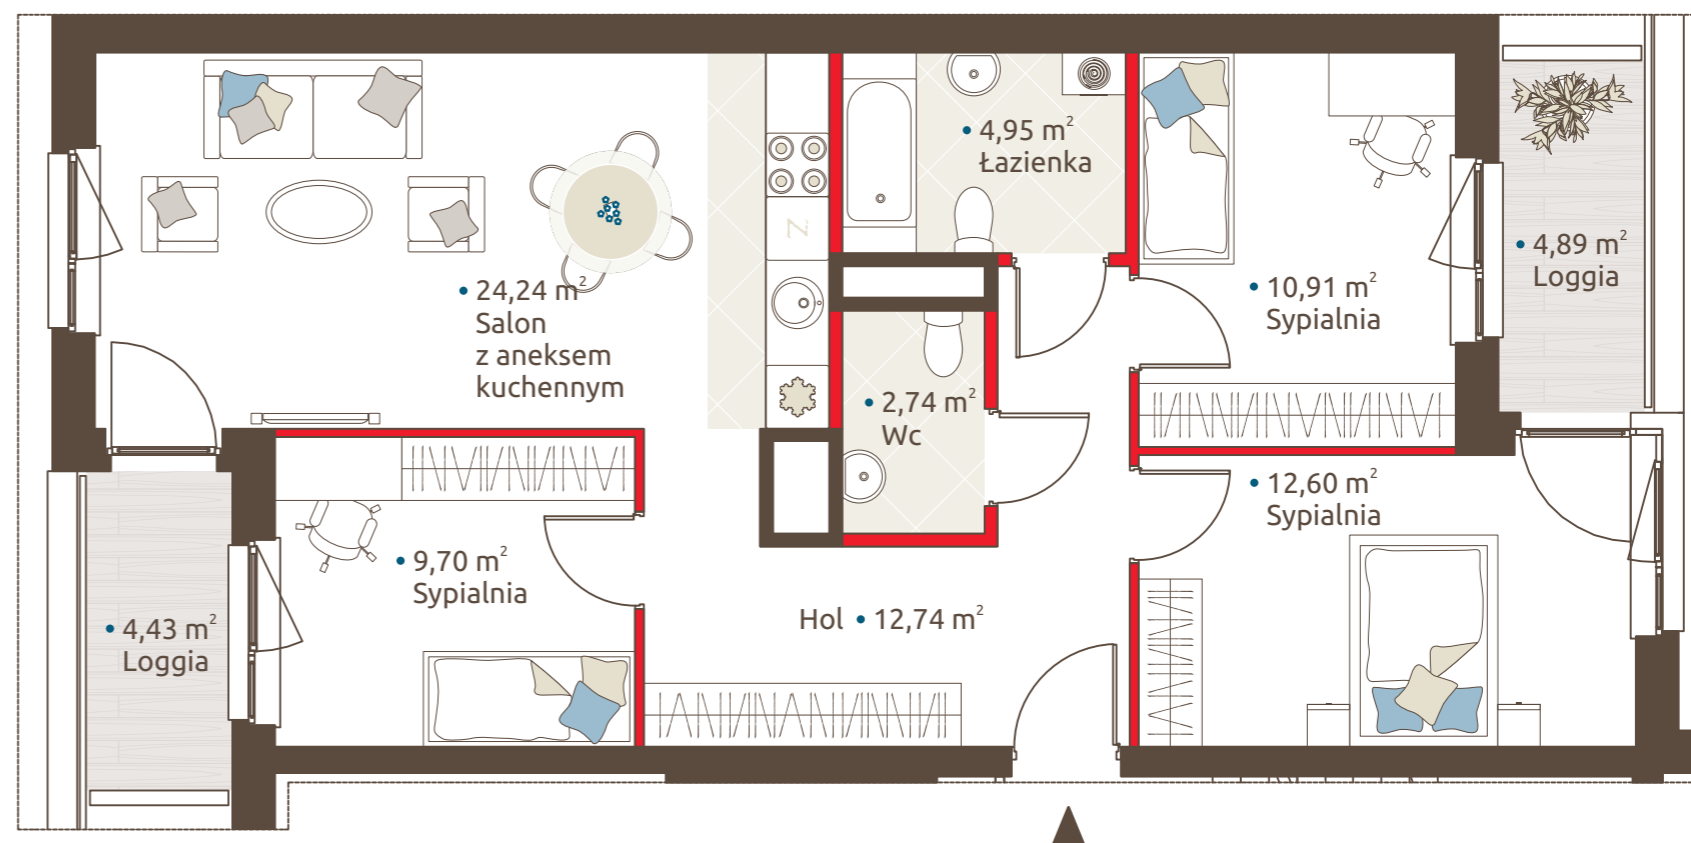 • 24,24 m²
Salon
z aneksem
kuchennym
• 4,95 m²
Łazienka
• 10,91 m²
Sypialnia
• 4,89 m²
Loggia
• 2,74 m²
Wc
• 12,60 m²
Sypialnia
• 9,70 m²
Sypialnia
• 4,43 m²
Loggia
Hol • 12,74 m²
Z